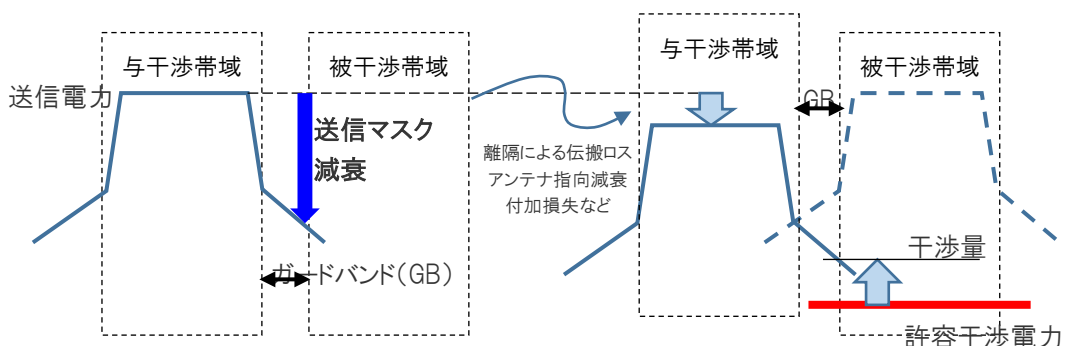 与干渉帯域
被干渉帯域
送信電力
送信マスク
減衰
ガードバンド(GB)
離隔による伝搬ロス
アンテナ指向減衰
付加損失など
与干渉帯域
被干渉帯域
GB
干渉量
許容干渉電力